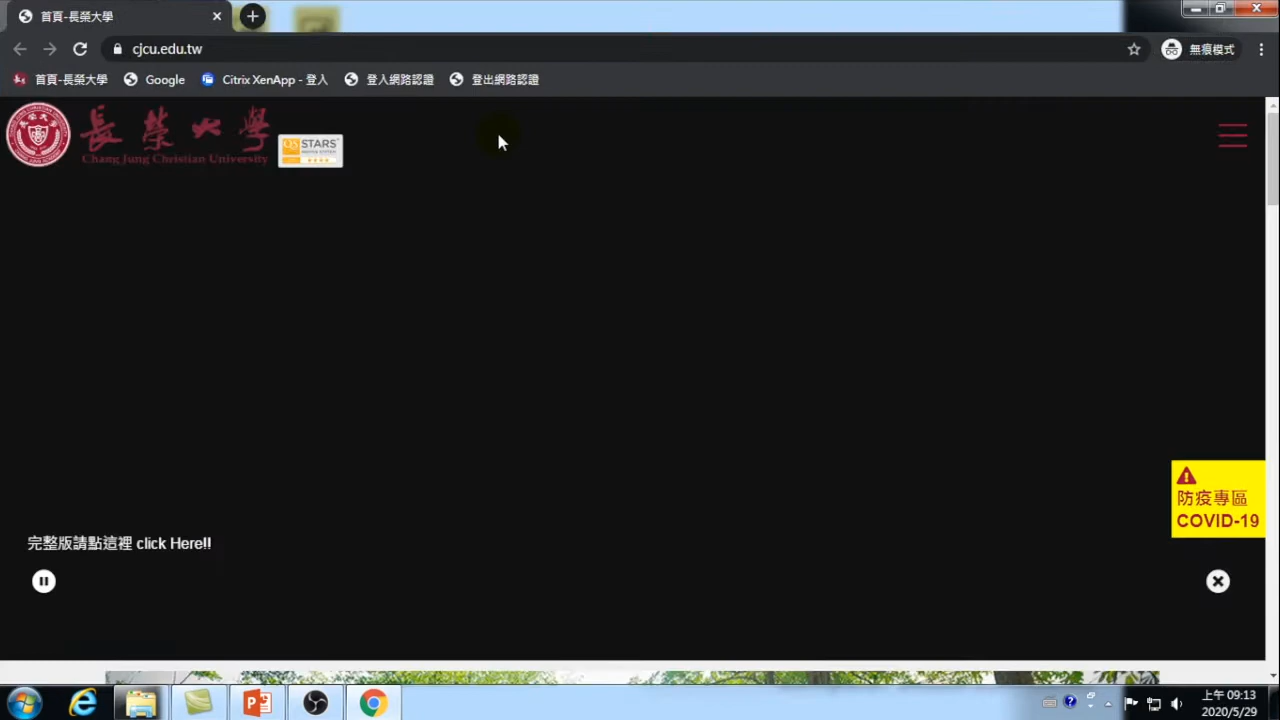 首頁-長榮大學
cjcu.edu.tw
無痕模式
首頁-長榮大學
Google
Citrix XenApp - 登入
登入網路認證
登出網路認證
長榮大學
Chang Jung Christian University
QS STARS
防疫專區
COVID-19
完整版請點這裡 click Here!!
上午 09:13
2020/5/29